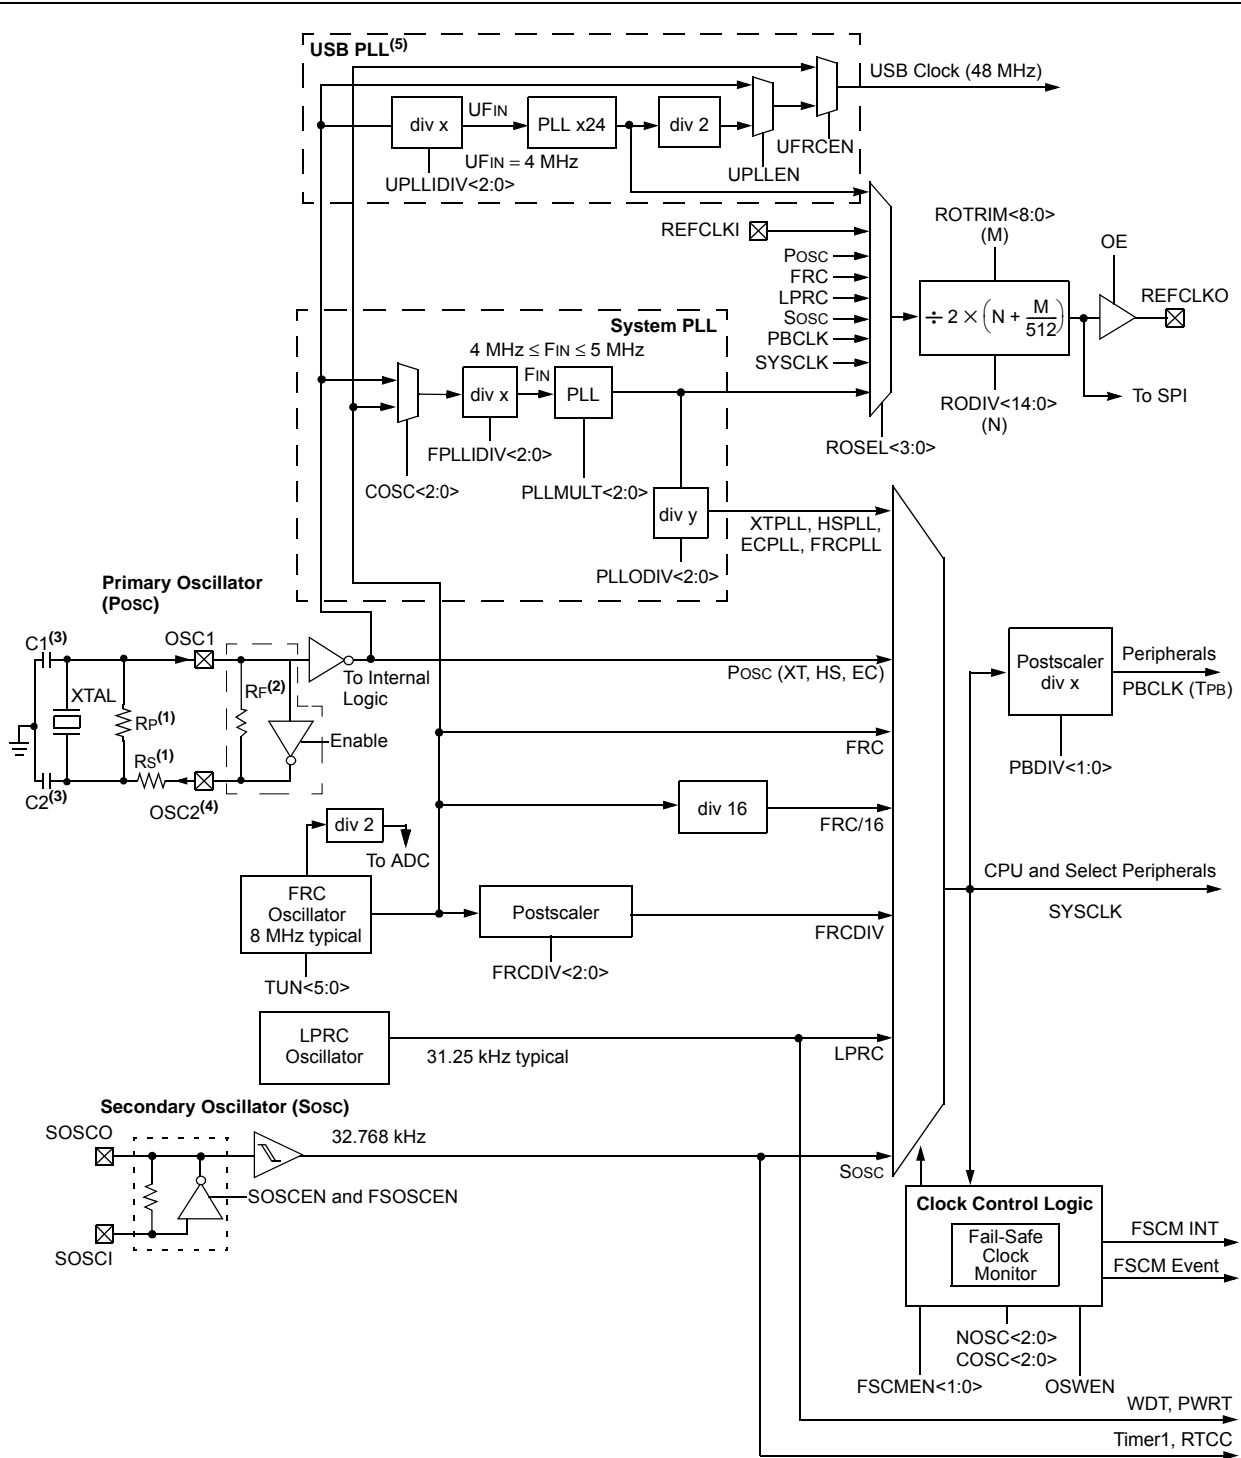 USB PLL(5)
USB Clock (48 MHz)
div x
UFIN
PLL x24
div 2
UFIN = 4 MHz
UFRCEN
UPLLIDIV<2:0>
UPLLEN
REFCLKI
POSC
FRC
LPRC
SOSC
PBCLK
SYSCLK
ROTRIM<8:0>
(M)
OE
REFCLKO
÷ 2 × (N + M/512)
To SPI
RODIV<14:0>
(N)
ROSEL<3:0>
System PLL
4 MHz ≤ FIN ≤ 5 MHz
FIN
div x
PLL
FPLLIDIV<2:0>
COSC<2:0>
PLLMULT<2:0>
div y
XTPLL, HSPLL,
ECPLL, FRCPLL
PLLODIV<2:0>
Primary Oscillator
(POSC)
C1(3)
OSC1
XTAL
RP(1)
RF(2)
To Internal
Logic
Enable
RS(1)
C2(3)
OSC2(4)
POSC (XT, HS, EC)
Postscaler
div x
Peripherals
PBCLK (TPB)
PBDIV<1:0>
FRC
div 16
FRC/16
div 2
To ADC
FRC
Oscillator
8 MHz typical
TUN<5:0>
Postscaler
FRCDIV
FRCDIV<2:0>
CPU and Select Peripherals
SYSCLK
LPRC
Oscillator
31.25 kHz typical
LPRC
Secondary Oscillator (SOSC)
SOSCO
32.768 kHz
SOSC
SOSCEN and FSOSCEN
SOSCI
Clock Control Logic
Fail-Safe
Clock
Monitor
FSCM INT
FSCM Event
NOSC<2:0>
COSC<2:0>
FSCMEN<1:0>
OSWEN
WDT, PWRT
Timer1, RTCC